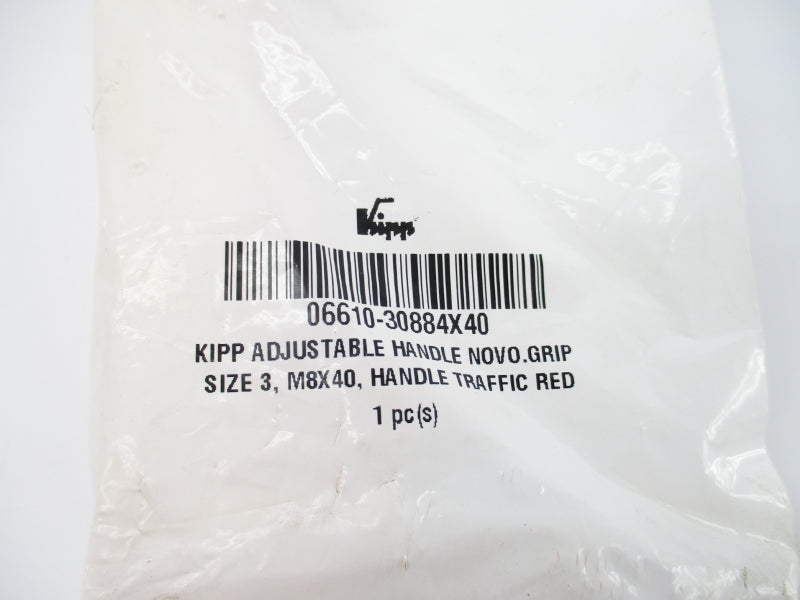 Kipp
06610-30884X40
KIPP ADJUSTABLE HANDLE NOVO.GRIP
SIZE 3, M8X40, HANDLE TRAFFIC RED
1 pc(s)